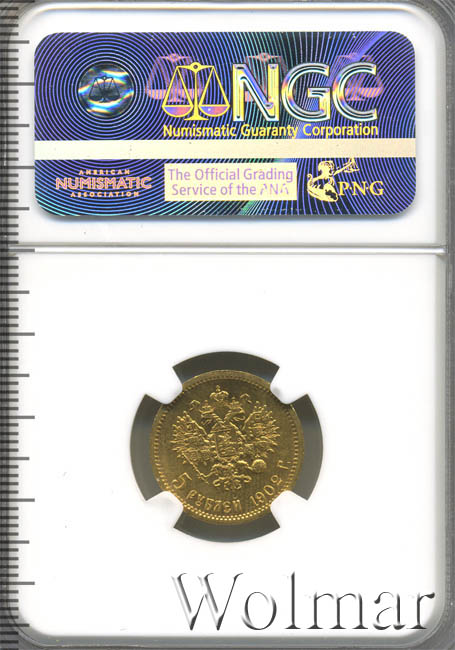 NGC
Numismatic Guaranty Corporation
AMERICAN
NUMISMATIC
ASSOCIATION
The Official Grading
Service of the ANA
PNG
5 РУБЛЕЙ 1902 Г.
Wolmar